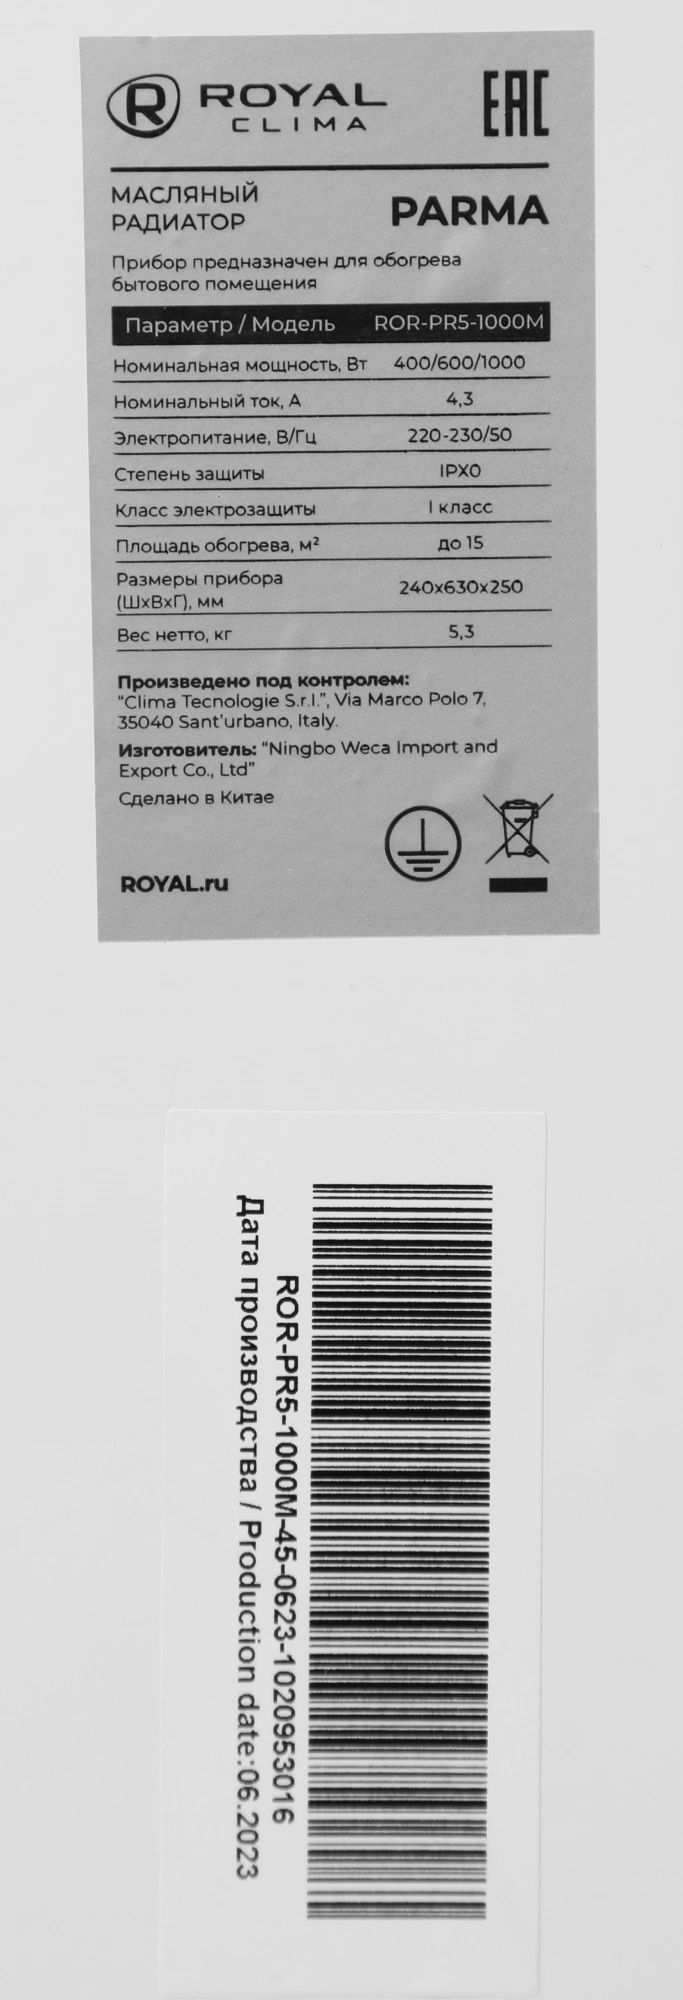 R ROYAL
CLIMA
EAC
МАСЛЯНЫЙ
РАДИАТОР
PARMA
Прибор предназначен для обогрева
бытового помещения
Параметр / Модель ROR-PR5-1000M
Номинальная мощность, Вт 400/600/1000
Номинальный ток, А 4,3
Электропитание, В/Гц 220-230/50
Степень защиты IPX0
Класс электрозащиты I класс
Площадь обогрева, м² до 15
Размеры прибора
(ШхВхГ), мм 240х630х250
Вес нетто, кг 5,3
Произведено под контролем:
"Clima Tecnologie S.r.l.", Via Marco Polo 7,
35040 Sant'urbano, Italy.
Изготовитель: "Ningbo Weca Import and
Export Co., Ltd"
Сделано в Китае
ROYAL.ru
ROR-PR5-1000M-45-0623-1020953016
Дата производства / Production date:06.2023